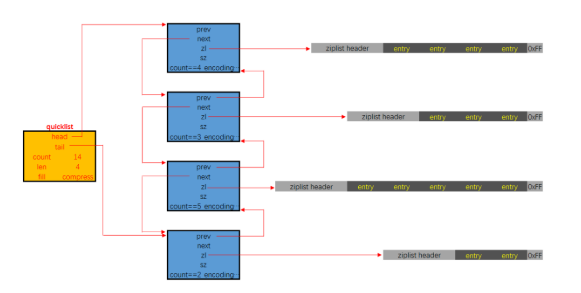 prev
next
zl
sz
count==4 encoding
ziplist header entry entry entry entry 0xFF
prev
next
zl
sz
count==3 encoding
ziplist header entry entry entry 0xFF
quicklist
head
tail
count 14
len 4
fill compress
prev
next
zl
sz
count==5 encoding
ziplist header entry entry entry entry entry 0xFF
prev
next
zl
sz
count==2 encoding
ziplist header entry entry 0xFF